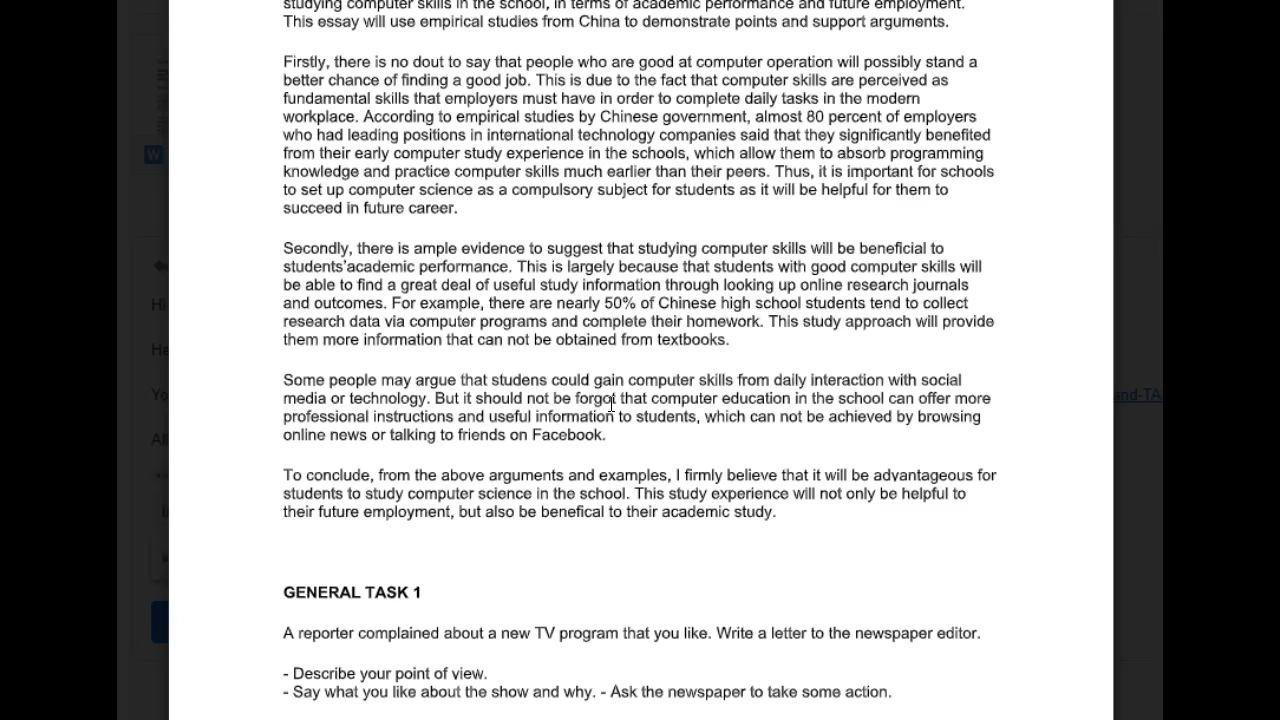 studying computer skills in the school, in terms of academic performance and future employment.
This essay will use empirical studies from China to demonstrate points and support arguments.
Firstly, there is no dout to say that people who are good at computer operation will possibly stand a
better chance of finding a good job. This is due to the fact that computer skills are perceived as
fundamental skills that employers must have in order to complete daily tasks in the modern
workplace. According to empirical studies by Chinese government, almost 80 percent of employers
who had leading positions in international technology companies said that they significantly benefited
from their early computer study experience in the schools, which allow them to absorb programming
knowledge and practice computer skills much earlier than their peers. Thus, it is important for schools
to set up computer science as a compulsory subject for students as it will be helpful for them to
succeed in future career.
Secondly, there is ample evidence to suggest that studying computer skills will be beneficial to
students'academic performance. This is largely because that students with good computer skills will
be able to find a great deal of useful study information through looking up online research journals
and outcomes. For example, there are nearly 50% of Chinese high school students tend to collect
research data via computer programs and complete their homework. This study approach will provide
them more information that can not be obtained from textbooks.
Some people may argue that studens could gain computer skills from daily interaction with social
media or technology. But it should not be forgot that computer education in the school can offer more
professional instructions and useful information to students, which can not be achieved by browsing
online news or talking to friends on Facebook.
To conclude, from the above arguments and examples, I firmly believe that it will be advantageous for
students to study computer science in the school. This study experience will not only be helpful to
their future employment, but also be benefical to their academic study.
GENERAL TASK 1
A reporter complained about a new TV program that you like. Write a letter to the newspaper editor.
- Describe your point of view.
- Say what you like about the show and why. - Ask the newspaper to take some action.
W
Hi
and-TA